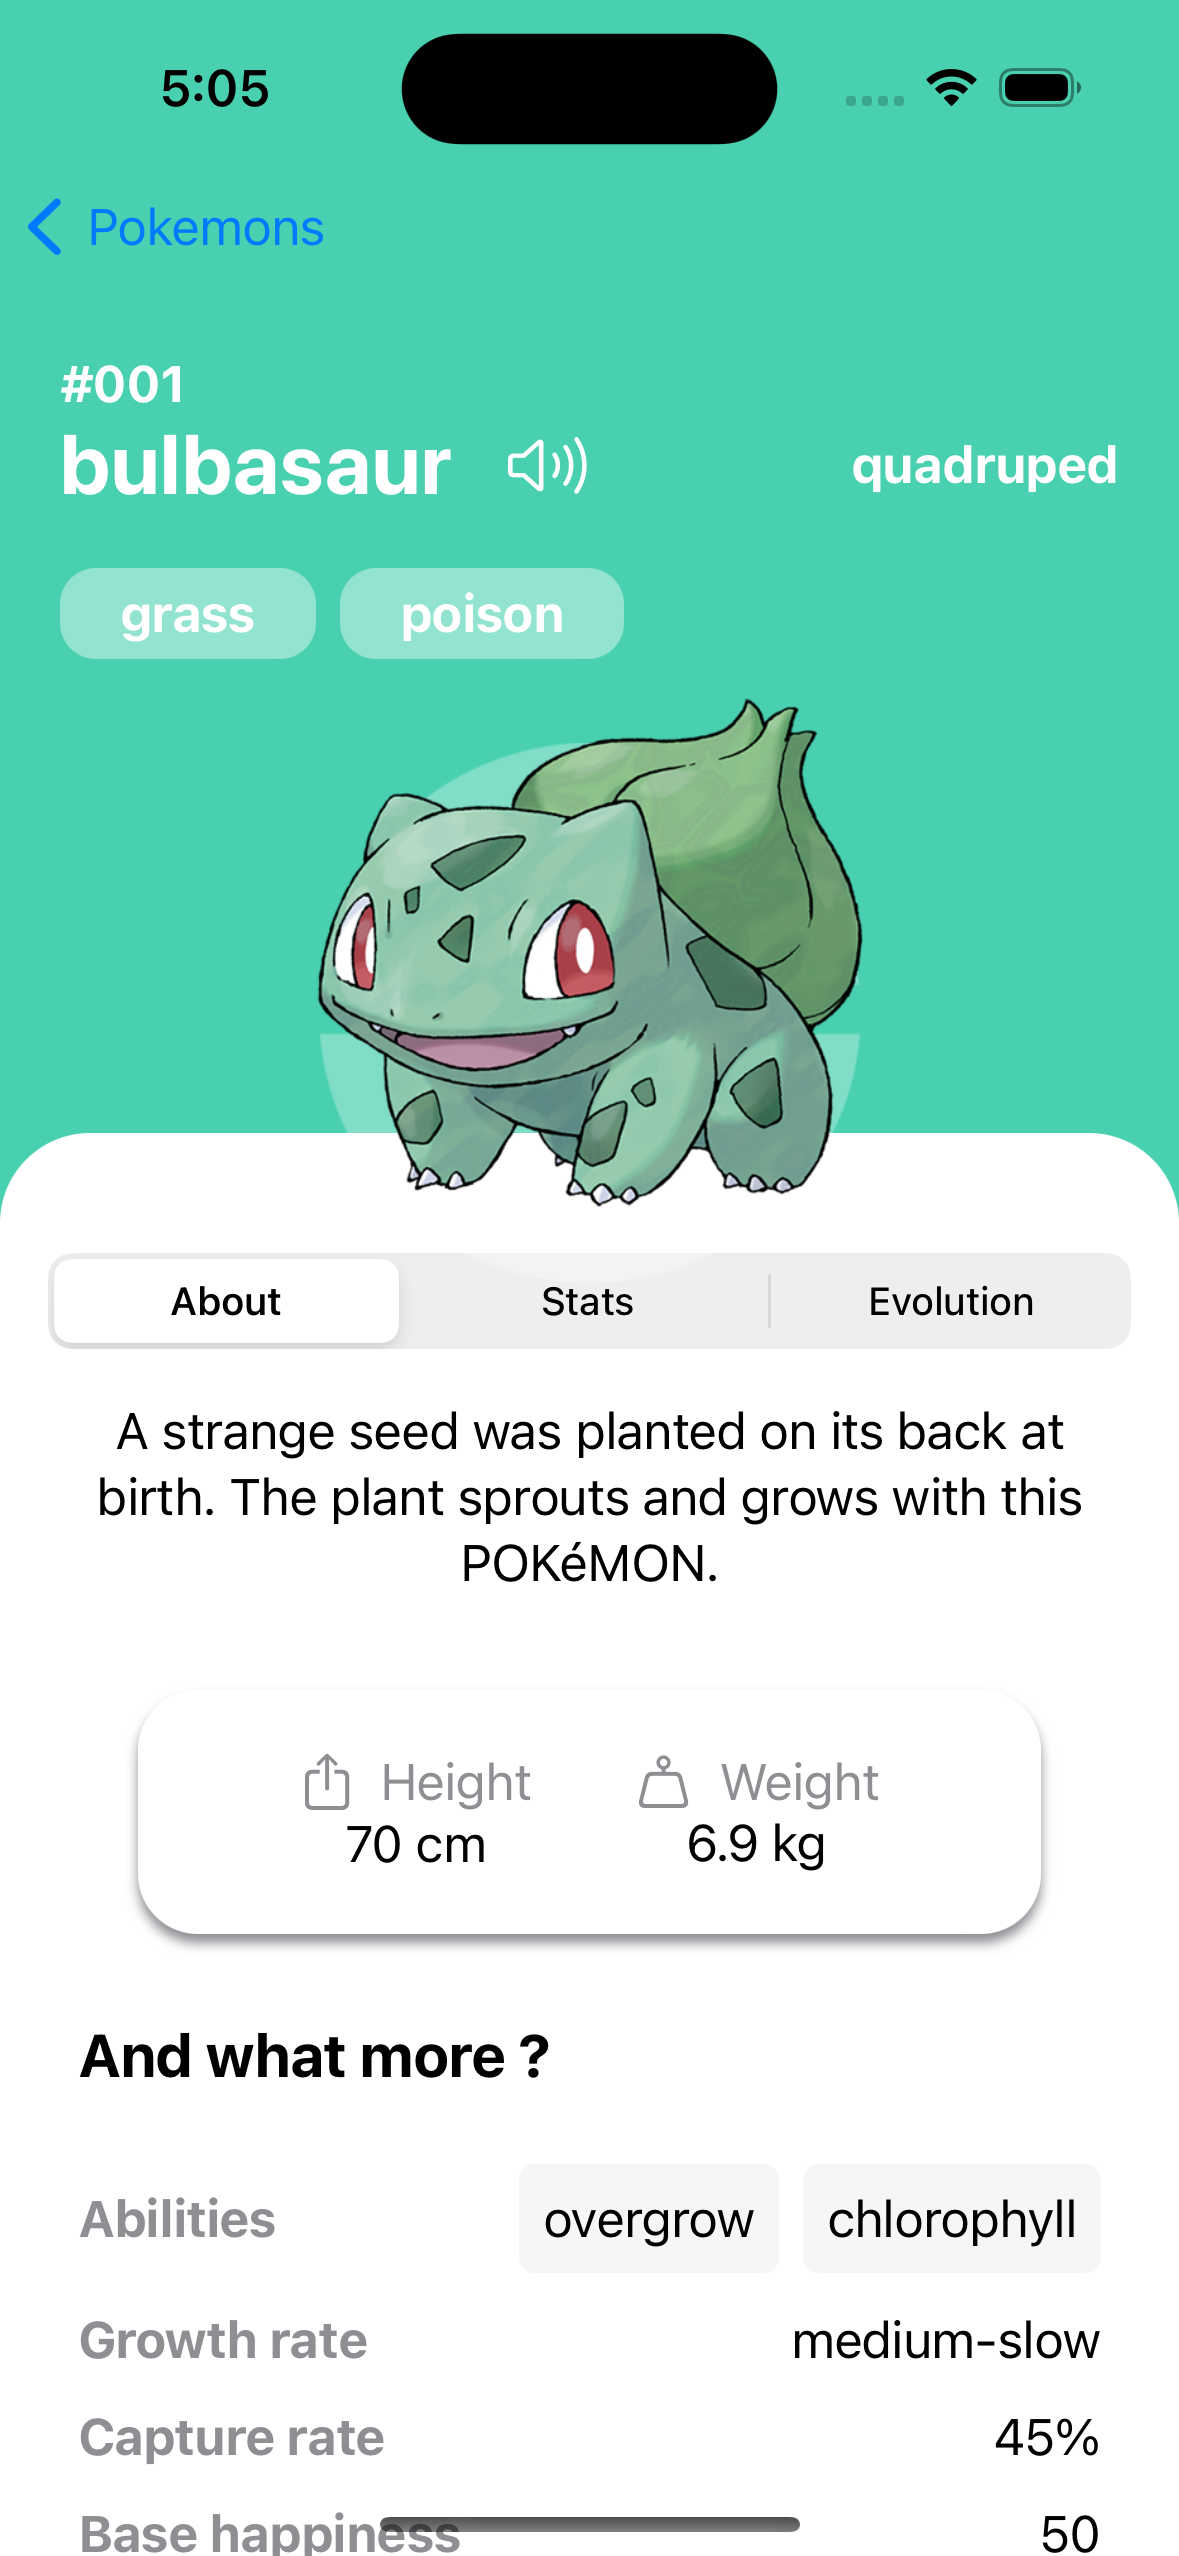 5:05
Pokemons
#001
bulbasaur
quadruped
grass poison
About Stats Evolution
A strange seed was planted on its back at
birth. The plant sprouts and grows with this
POKéMON.
Height Weight
70 cm 6.9 kg
And what more ?
Abilities overgrow chlorophyll
Growth rate medium-slow
Capture rate 45%
Base happiness 50